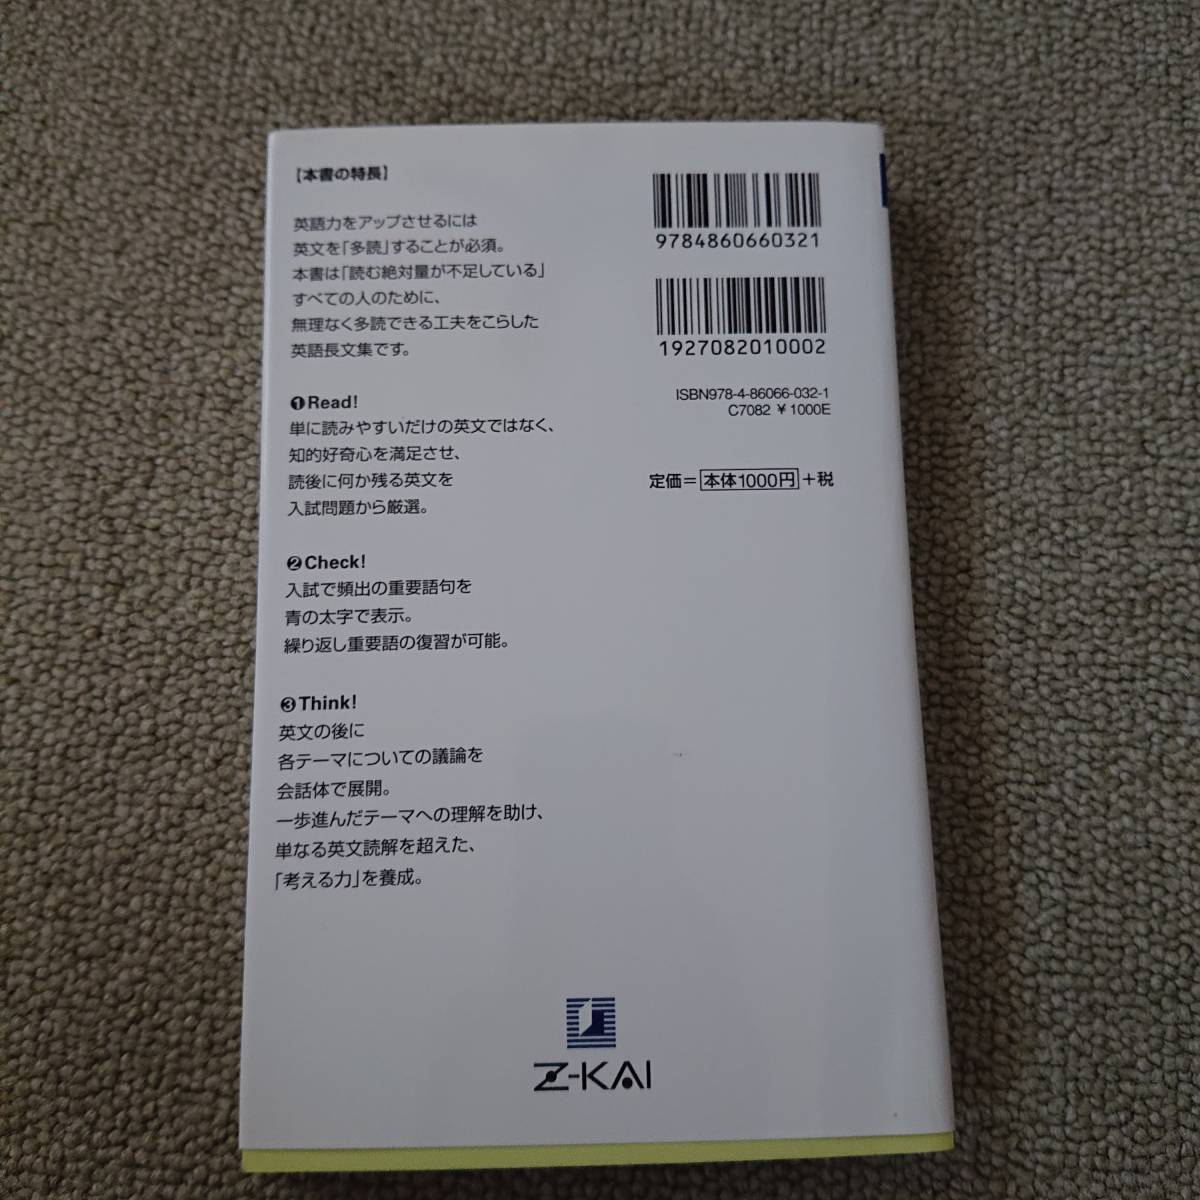 【本書の特長】
英語力をアップさせるには
英文を「多読」することが必須。
本書は「読む絶対量が不足している」
すべての人のために、
無理なく多読できる工夫をこらした
英語長文集です。
❶Read!
単に読みやすいだけの英文ではなく、
知的好奇心を満足させ、
読後に何か残る英文を
入試問題から厳選。
❷Check!
入試で頻出の重要語句を
青の太字で表示。
繰り返し重要語の復習が可能。
❸Think!
英文の後に
各テーマについての議論を
会話体で展開。
一歩進んだテーマへの理解を助け、
単なる英文読解を超えた、
「考える力」を養成。
9784860660321
1927082010002
ISBN978-4-86066-032-1
C7082 ¥1000E
定価=本体1000円+税
Z-KAI